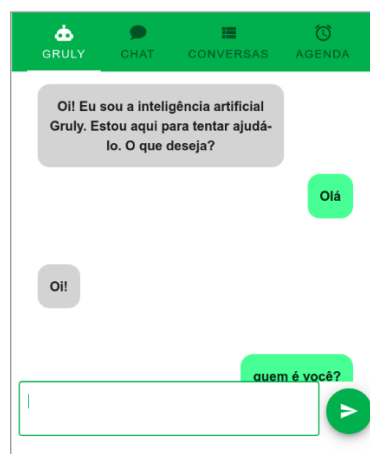 GRULY CHAT CONVERSAS AGENDA
Oi! Eu sou a inteligência artificial
Gruly. Estou aqui para tentar ajudá-
lo. O que deseja?
Olá
Oi!
quem é você?